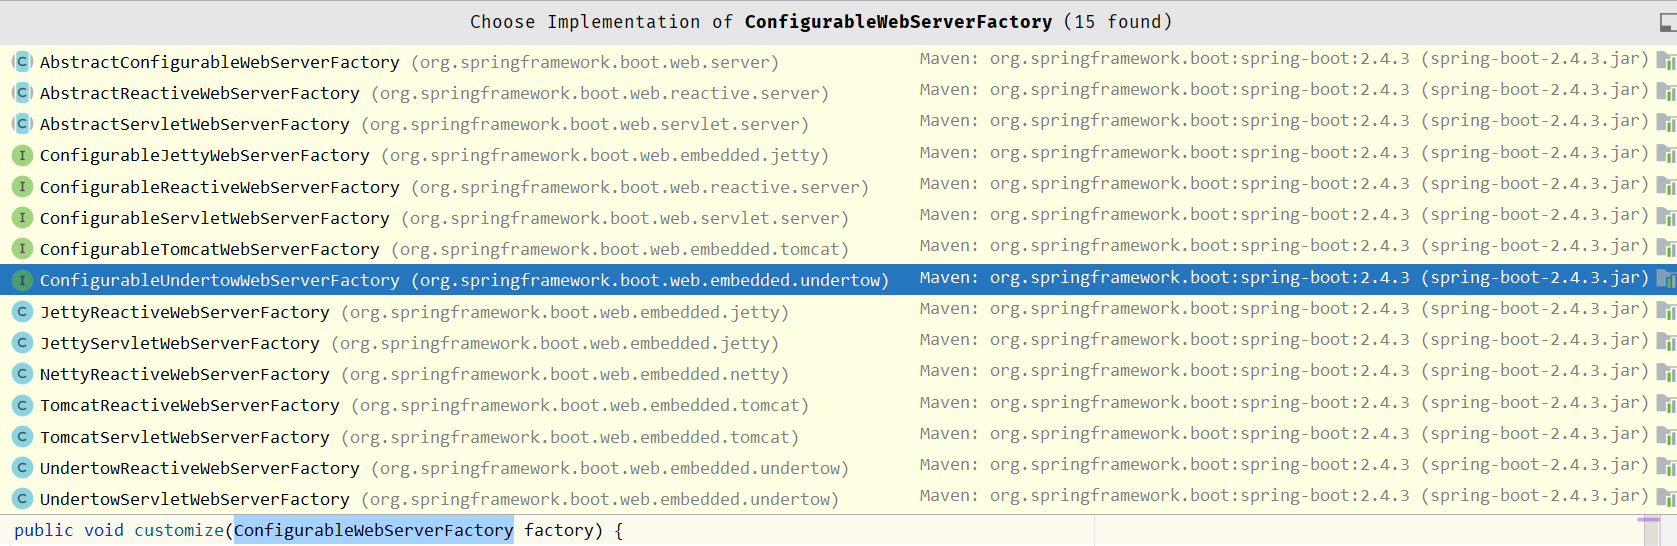 Choose Implementation of ConfigurableWebServerFactory (15 found)
C AbstractConfigurableWebServerFactory (org.springframework.boot.web.server) Maven: org.springframework.boot:spring-boot:2.4.3 (spring-boot-2.4.3.jar)
C AbstractReactiveWebServerFactory (org.springframework.boot.web.reactive.server) Maven: org.springframework.boot:spring-boot:2.4.3 (spring-boot-2.4.3.jar)
C AbstractServletWebServerFactory (org.springframework.boot.web.servlet.server) Maven: org.springframework.boot:spring-boot:2.4.3 (spring-boot-2.4.3.jar)
I ConfigurableJettyWebServerFactory (org.springframework.boot.web.embedded.jetty) Maven: org.springframework.boot:spring-boot:2.4.3 (spring-boot-2.4.3.jar)
I ConfigurableReactiveWebServerFactory (org.springframework.boot.web.reactive.server) Maven: org.springframework.boot:spring-boot:2.4.3 (spring-boot-2.4.3.jar)
I ConfigurableServletWebServerFactory (org.springframework.boot.web.servlet.server) Maven: org.springframework.boot:spring-boot:2.4.3 (spring-boot-2.4.3.jar)
I ConfigurableTomcatWebServerFactory (org.springframework.boot.web.embedded.tomcat) Maven: org.springframework.boot:spring-boot:2.4.3 (spring-boot-2.4.3.jar)
I ConfigurableUndertowWebServerFactory (org.springframework.boot.web.embedded.undertow) Maven: org.springframework.boot:spring-boot:2.4.3 (spring-boot-2.4.3.jar)
C JettyReactiveWebServerFactory (org.springframework.boot.web.embedded.jetty) Maven: org.springframework.boot:spring-boot:2.4.3 (spring-boot-2.4.3.jar)
C JettyServletWebServerFactory (org.springframework.boot.web.embedded.jetty) Maven: org.springframework.boot:spring-boot:2.4.3 (spring-boot-2.4.3.jar)
C NettyReactiveWebServerFactory (org.springframework.boot.web.embedded.netty) Maven: org.springframework.boot:spring-boot:2.4.3 (spring-boot-2.4.3.jar)
C TomcatReactiveWebServerFactory (org.springframework.boot.web.embedded.tomcat) Maven: org.springframework.boot:spring-boot:2.4.3 (spring-boot-2.4.3.jar)
C TomcatServletWebServerFactory (org.springframework.boot.web.embedded.tomcat) Maven: org.springframework.boot:spring-boot:2.4.3 (spring-boot-2.4.3.jar)
C UndertowReactiveWebServerFactory (org.springframework.boot.web.embedded.undertow) Maven: org.springframework.boot:spring-boot:2.4.3 (spring-boot-2.4.3.jar)
C UndertowServletWebServerFactory (org.springframework.boot.web.embedded.undertow) Maven: org.springframework.boot:spring-boot:2.4.3 (spring-boot-2.4.3.jar)
public void customize(ConfigurableWebServerFactory factory) {